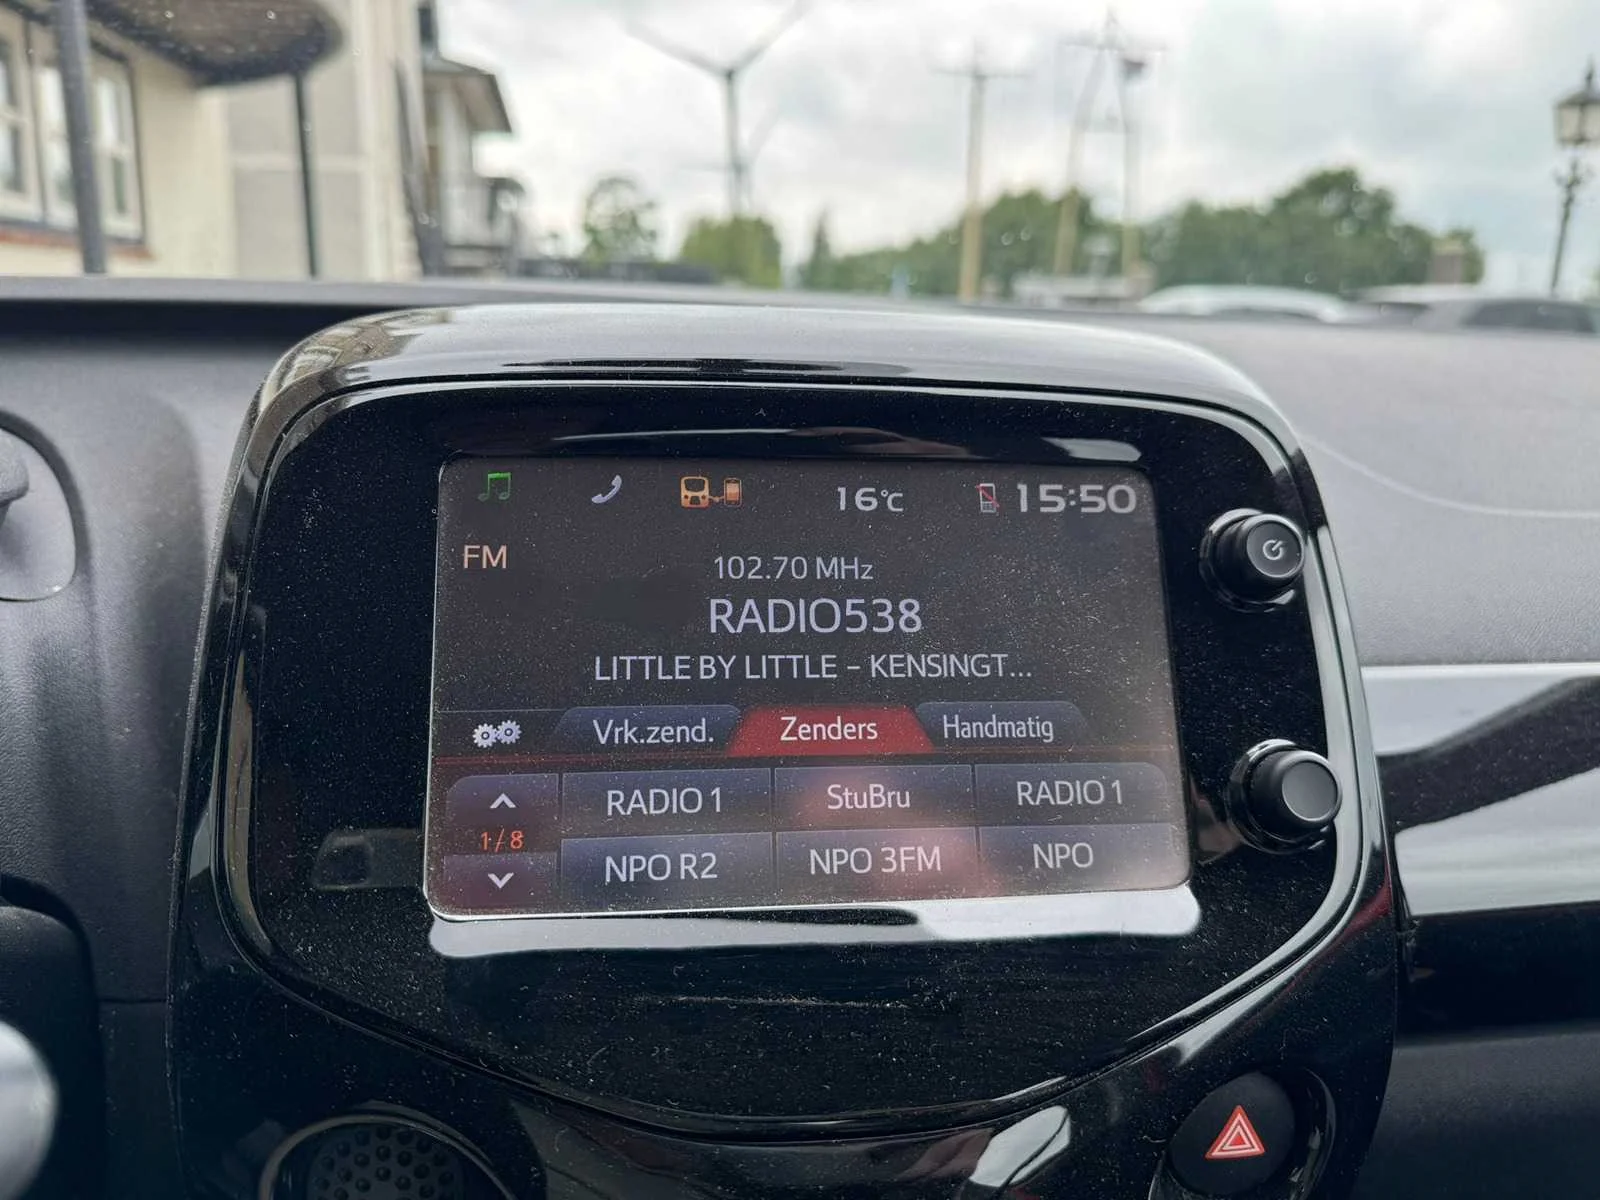 16°C 15:50
FM
102.70 MHz
RADIO538
LITTLE BY LITTLE - KENSINGT...
Vrk.zend. Zenders Handmatig
RADIO 1 StuBru RADIO 1
1/8
NPO R2 NPO 3FM NPO